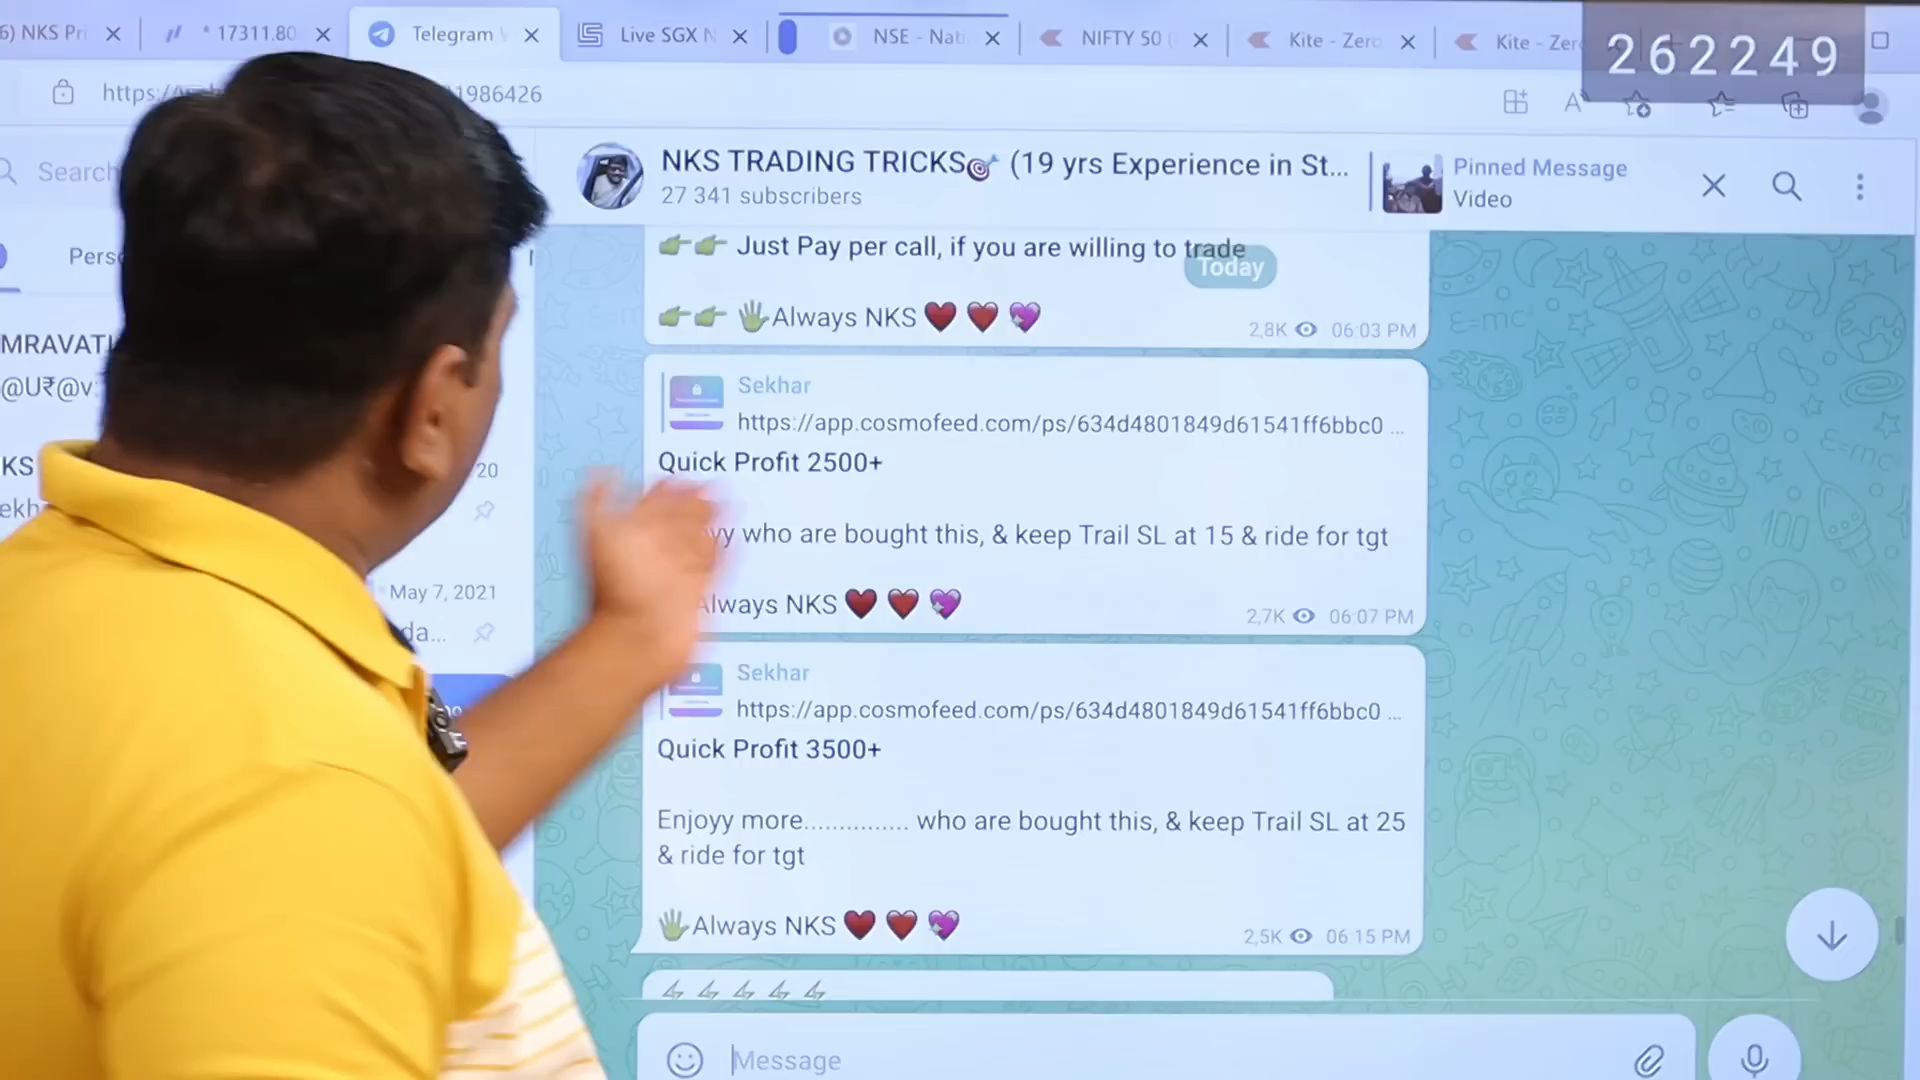 NKS
17311.80
Telegram
Live SGX N
NSE - Nati
NIFTY 50
Kite - Zero
Kite - Zer
262249
https://
1986426
Search
NKS TRADING TRICKS🎯 (19 yrs Experience in St...
27 341 subscribers
Pinned Message
Video
Perso
👉👉 Just Pay per call, if you are willing to trade
Today
👉👉 🖐Always NKS ❤️ ❤️ 💖
2,8K 06:03 PM
MRAVATI
@U₹@v
Sekhar
https://app.cosmofeed.com/ps/634d4801849d61541ff6bbc0 ...
Quick Profit 2500+
yy who are bought this, & keep Trail SL at 15 & ride for tgt
Always NKS ❤️ ❤️ 💖
2,7K 06:07 PM
KS
20
ekh
May 7, 2021
da...
Sekhar
https://app.cosmofeed.com/ps/634d4801849d61541ff6bbc0 ...
Quick Profit 3500+
Enjoyy more............... who are bought this, & keep Trail SL at 25
& ride for tgt
🖐Always NKS ❤️ ❤️ 💖
2,5K 06:15 PM
Message